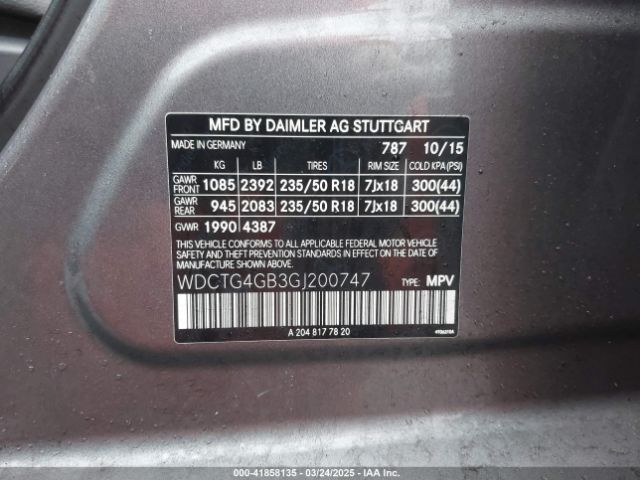 MFD BY DAIMLER AG STUTTGART
MADE IN GERMANY 787 10/15
KG LB TIRES RIM SIZE COLD KPA (PSI)
GAWR FRONT 1085 2392 235/50 R18 7Jx18 300(44)
GAWR REAR 945 2083 235/50 R18 7Jx18 300(44)
GVWR 1990 4387
THIS VEHICLE CONFORMS TO ALL APPLICABLE FEDERAL MOTOR VEHICLE
SAFETY AND THEFT PREVENTION STANDARDS IN EFFECT ON THE DATE
OF MANUFACTURE SHOWN ABOVE.
WDCTG4GB3GJ200747 TYPE: MPV
A 204 817 78 20
000-41858135 - 03/24/2025 - IAA Inc.